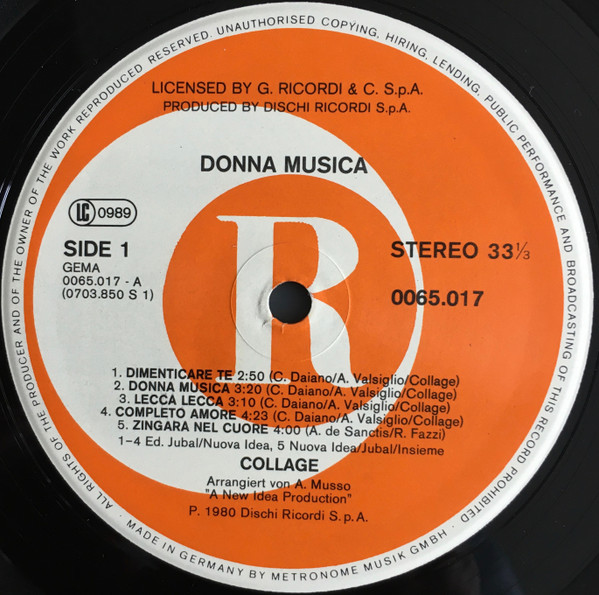 ALL RIGHTS OF THE PRODUCER AND OF THE OWNER OF THE WORK REPRODUCED RESERVED. UNAUTHORISED COPYING, HIRING, LENDING, PUBLIC PERFORMANCE AND BROADCASTING OF THIS RECORD PROHIBITED ·
LICENSED BY G. RICORDI & C. S.p.A.
PRODUCED BY DISCHI RICORDI S.p.A.
DONNA MUSICA
LC 0989
R
SIDE 1
GEMA
0065.017 - A
(0703.850 S 1)
STEREO 33⅓
0065.017
1. DIMENTICARE TE 2:50 (C. Daiano/A. Valsiglio/Collage)
2. DONNA MUSICA 3:20 (C. Daiano/A. Valsiglio/Collage)
3. LECCA LECCA 3:10 (C. Daiano/A. Valsiglio/Collage)
4. COMPLETO AMORE 4:23 (C. Daiano/A. Valsiglio/Collage)
5. ZINGARA NEL CUORE 4:00 (A. de Sanctis/R. Fazzi)
1-4 Ed. Jubal/Nuova Idea, 5 Nuova Idea/Jubal/Insieme
COLLAGE
Arrangiert von A. Musso
"A New Idea Production"
P. 1980 Dischi Ricordi S.p.A.
MADE IN GERMANY BY METRONOME MUSIK GMBH ·